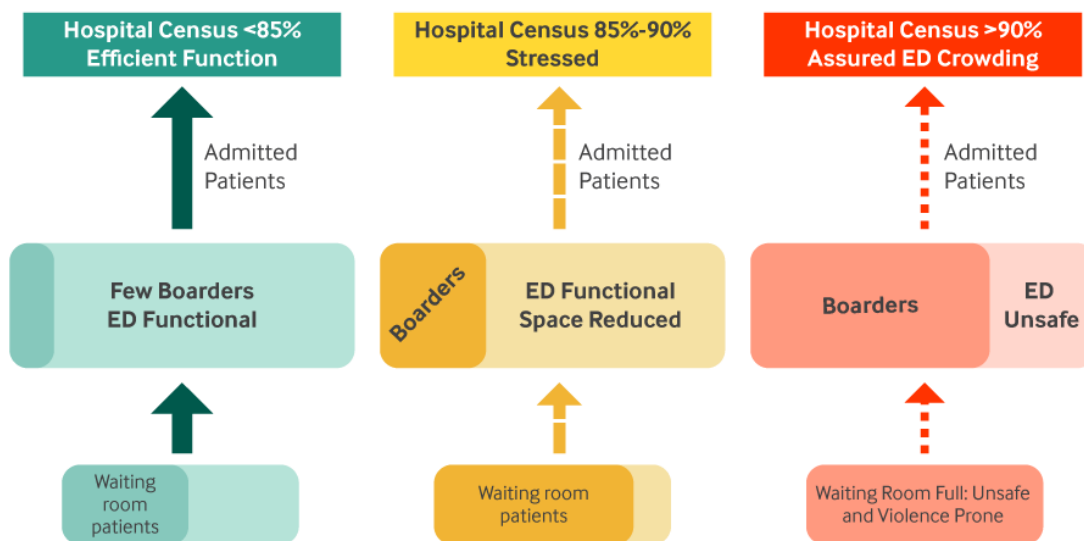 Hospital Census <85%
Efficient Function
Hospital Census 85%-90%
Stressed
Hospital Census >90%
Assured ED Crowding
Admitted
Patients
Admitted
Patients
Admitted
Patients
Few Boarders
ED Functional
Boarders
ED Functional
Space Reduced
Boarders
ED
Unsafe
Waiting
room
patients
Waiting room
patients
Waiting Room Full: Unsafe
and Violence Prone